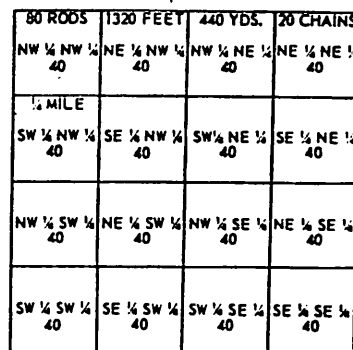 80 RODS 1320 FEET 440 YDS. 20 CHAINS
NW ¼ NW ¼ NE ¼ NW ¼ NW ¼ NE ¼ NE ¼ NE ¼
40 40 40 40
¼ MILE
SW ¼ NW ¼ SE ¼ NW ¼ SW¼ NE ¼ SE ¼ NE ¼
40 40 40 40
NW ¼ SW ¼ NE ¼ SW ¼ NW ¼ SE ¼ NE ¼ SE ¼
40 40 40 40
SW ¼ SW ¼ SE ¼ SW ¼ SW ¼ SE ¼ SE ¼ SE ¼
40 40 40 40